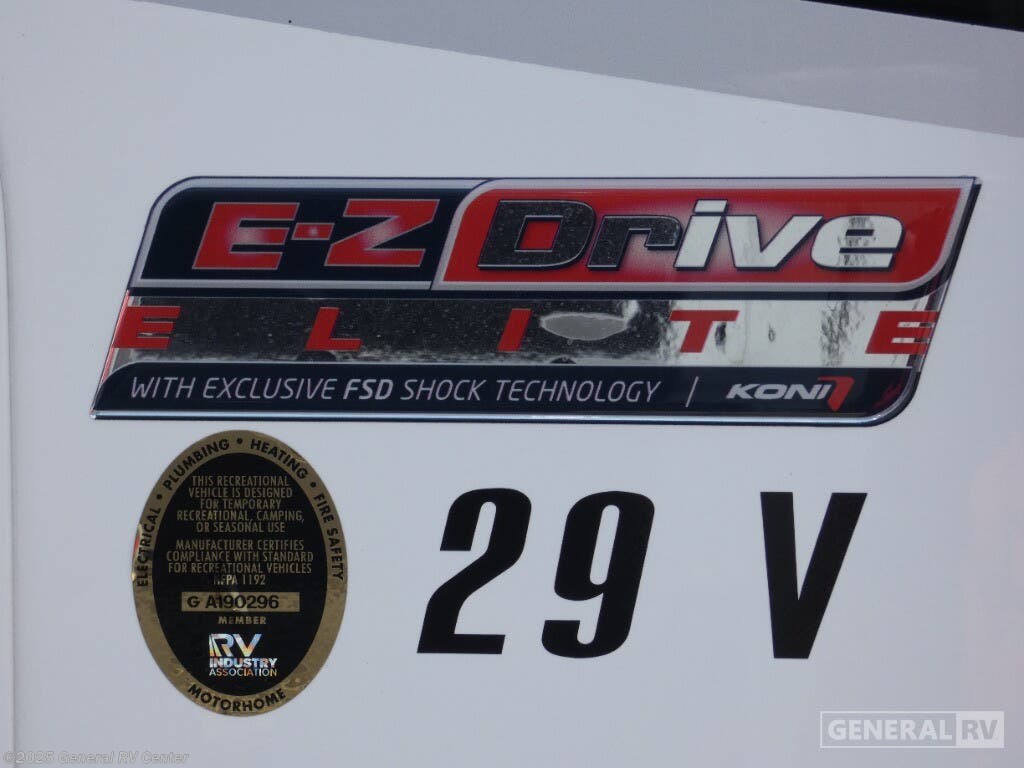 E-Z Drive
ELITE
WITH EXCLUSIVE FSD SHOCK TECHNOLOGY | KONI
ELECTRICAL • PLUMBING • HEATING • FIRE SAFETY
THIS RECREATIONAL
VEHICLE IS DESIGNED
FOR TEMPORARY
RECREATIONAL, CAMPING,
OR SEASONAL USE
MANUFACTURER CERTIFIES
COMPLIANCE WITH STANDARD
FOR RECREATIONAL VEHICLES
NFPA 1192
G A190296
MEMBER
RV
INDUSTRY
ASSOCIATION
MOTORHOME
29 V
GENERAL RV
©2025 General RV Center